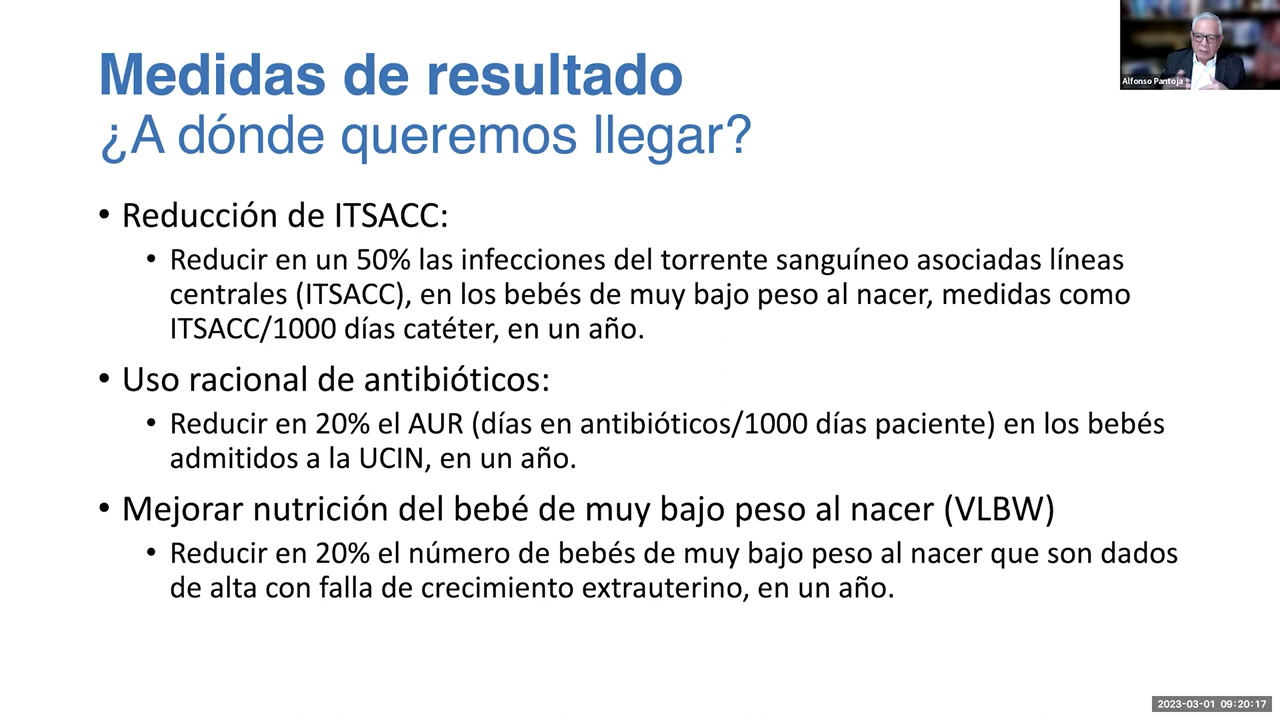 Medidas de resultado
¿A dónde queremos llegar?
• Reducción de ITSACC:
• Reducir en un 50% las infecciones del torrente sanguíneo asociadas líneas
centrales (ITSACC), en los bebés de muy bajo peso al nacer, medidas como
ITSACC/1000 días catéter, en un año.
• Uso racional de antibióticos:
• Reducir en 20% el AUR (días en antibióticos/1000 días paciente) en los bebés
admitidos a la UCIN, en un año.
• Mejorar nutrición del bebé de muy bajo peso al nacer (VLBW)
• Reducir en 20% el número de bebés de muy bajo peso al nacer que son dados
de alta con falla de crecimiento extrauterino, en un año.
Alfonso Pantoja
2023-03-01 09:20:17